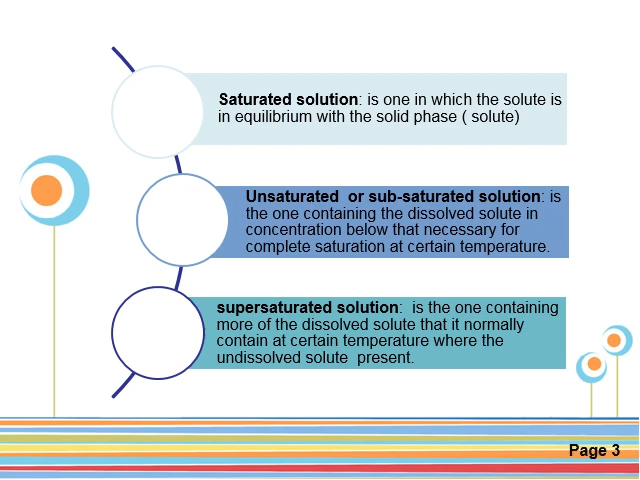 Saturated solution: is one in which the solute is
in equilibrium with the solid phase ( solute)
Unsaturated  or sub-saturated solution: is
the one containing the dissolved solute in
concentration below that necessary for
complete saturation at certain temperature.
supersaturated solution:  is the one containing
more of the dissolved solute that it normally
contain at certain temperature where the
undissolved solute  present.
Page 3